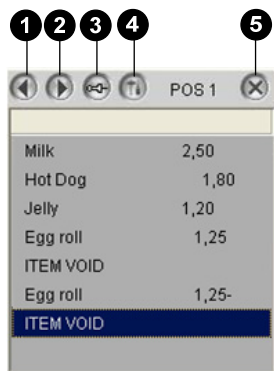 1 2 3 4 5
POS 1
Milk 2,50
Hot Dog 1,80
Jelly 1,20
Egg roll 1,25
ITEM VOID
Egg roll 1,25-
ITEM VOID